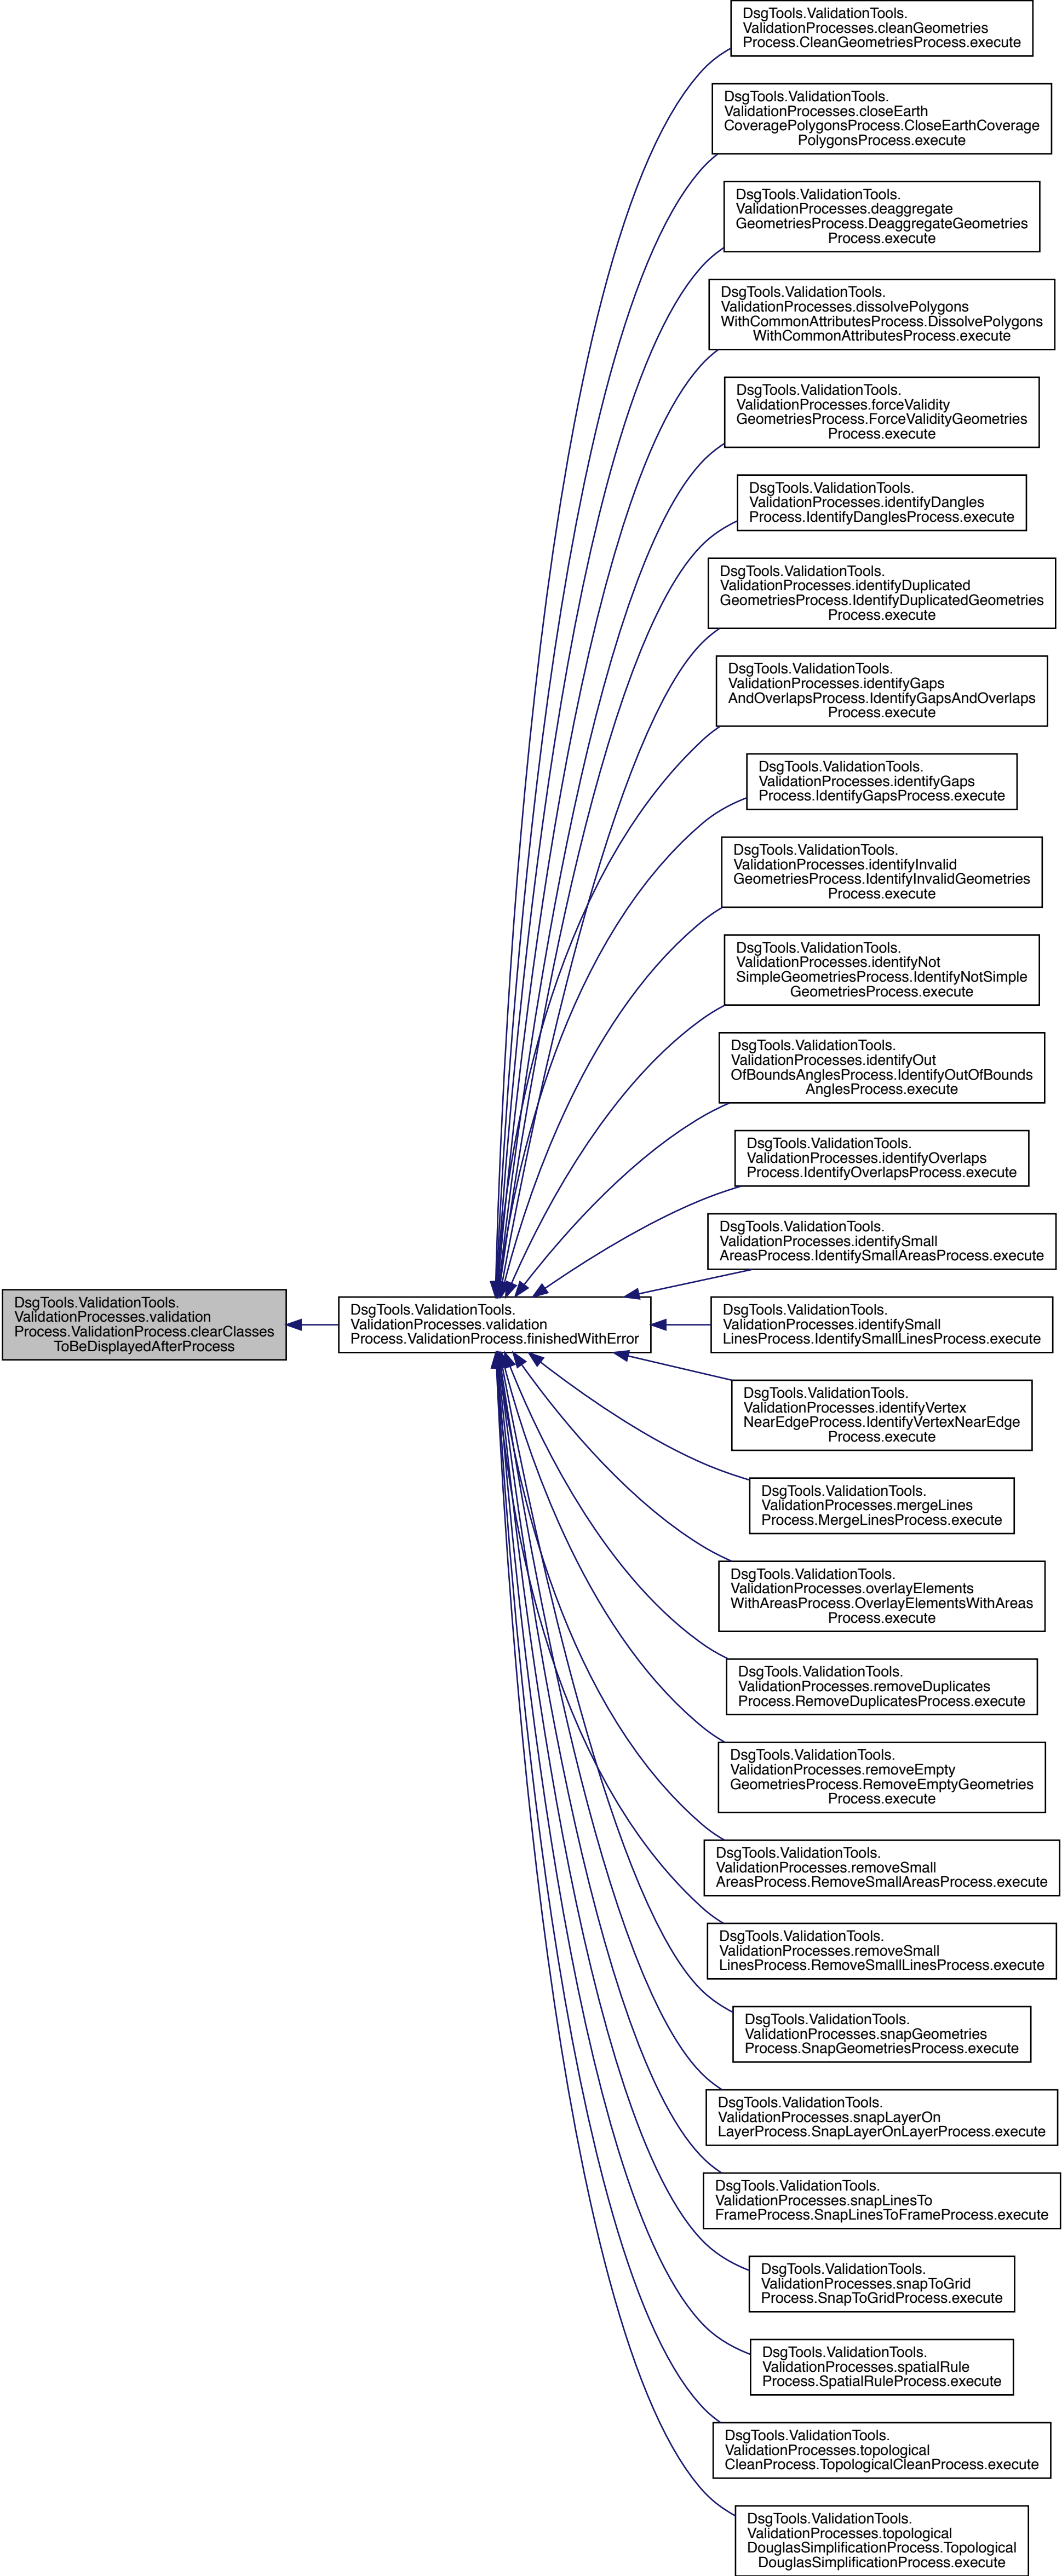 DsgTools.ValidationTools.
ValidationProcesses.cleanGeometries
Process.CleanGeometriesProcess.execute
DsgTools.ValidationTools.
ValidationProcesses.closeEarth
CoveragePolygonsProcess.CloseEarthCoverage
PolygonsProcess.execute
DsgTools.ValidationTools.
ValidationProcesses.deaggregate
GeometriesProcess.DeaggregateGeometries
Process.execute
DsgTools.ValidationTools.
ValidationProcesses.dissolvePolygons
WithCommonAttributesProcess.DissolvePolygons
WithCommonAttributesProcess.execute
DsgTools.ValidationTools.
ValidationProcesses.forceValidity
GeometriesProcess.ForceValidityGeometries
Process.execute
DsgTools.ValidationTools.
ValidationProcesses.identifyDangles
Process.IdentifyDanglesProcess.execute
DsgTools.ValidationTools.
ValidationProcesses.identifyDuplicated
GeometriesProcess.IdentifyDuplicatedGeometries
Process.execute
DsgTools.ValidationTools.
ValidationProcesses.identifyGaps
AndOverlapsProcess.IdentifyGapsAndOverlaps
Process.execute
DsgTools.ValidationTools.
ValidationProcesses.identifyGaps
Process.IdentifyGapsProcess.execute
DsgTools.ValidationTools.
ValidationProcesses.identifyInvalid
GeometriesProcess.IdentifyInvalidGeometries
Process.execute
DsgTools.ValidationTools.
ValidationProcesses.identifyNot
SimpleGeometriesProcess.IdentifyNotSimple
GeometriesProcess.execute
DsgTools.ValidationTools.
ValidationProcesses.identifyOut
OfBoundsAnglesProcess.IdentifyOutOfBounds
AnglesProcess.execute
DsgTools.ValidationTools.
ValidationProcesses.identifyOverlaps
Process.IdentifyOverlapsProcess.execute
DsgTools.ValidationTools.
ValidationProcesses.identifySmall
AreasProcess.IdentifySmallAreasProcess.execute
DsgTools.ValidationTools.
ValidationProcesses.validation
Process.ValidationProcess.clearClasses
ToBeDisplayedAfterProcess
DsgTools.ValidationTools.
ValidationProcesses.validation
Process.ValidationProcess.finishedWithError
DsgTools.ValidationTools.
ValidationProcesses.identifySmall
LinesProcess.IdentifySmallLinesProcess.execute
DsgTools.ValidationTools.
ValidationProcesses.identifyVertex
NearEdgeProcess.IdentifyVertexNearEdge
Process.execute
DsgTools.ValidationTools.
ValidationProcesses.mergeLines
Process.MergeLinesProcess.execute
DsgTools.ValidationTools.
ValidationProcesses.overlayElements
WithAreasProcess.OverlayElementsWithAreas
Process.execute
DsgTools.ValidationTools.
ValidationProcesses.removeDuplicates
Process.RemoveDuplicatesProcess.execute
DsgTools.ValidationTools.
ValidationProcesses.removeEmpty
GeometriesProcess.RemoveEmptyGeometries
Process.execute
DsgTools.ValidationTools.
ValidationProcesses.removeSmall
AreasProcess.RemoveSmallAreasProcess.execute
DsgTools.ValidationTools.
ValidationProcesses.removeSmall
LinesProcess.RemoveSmallLinesProcess.execute
DsgTools.ValidationTools.
ValidationProcesses.snapGeometries
Process.SnapGeometriesProcess.execute
DsgTools.ValidationTools.
ValidationProcesses.snapLayerOn
LayerProcess.SnapLayerOnLayerProcess.execute
DsgTools.ValidationTools.
ValidationProcesses.snapLinesTo
FrameProcess.SnapLinesToFrameProcess.execute
DsgTools.ValidationTools.
ValidationProcesses.snapToGrid
Process.SnapToGridProcess.execute
DsgTools.ValidationTools.
ValidationProcesses.spatialRule
Process.SpatialRuleProcess.execute
DsgTools.ValidationTools.
ValidationProcesses.topological
CleanProcess.TopologicalCleanProcess.execute
DsgTools.ValidationTools.
ValidationProcesses.topological
DouglasSimplificationProcess.Topological
DouglasSimplificationProcess.execute